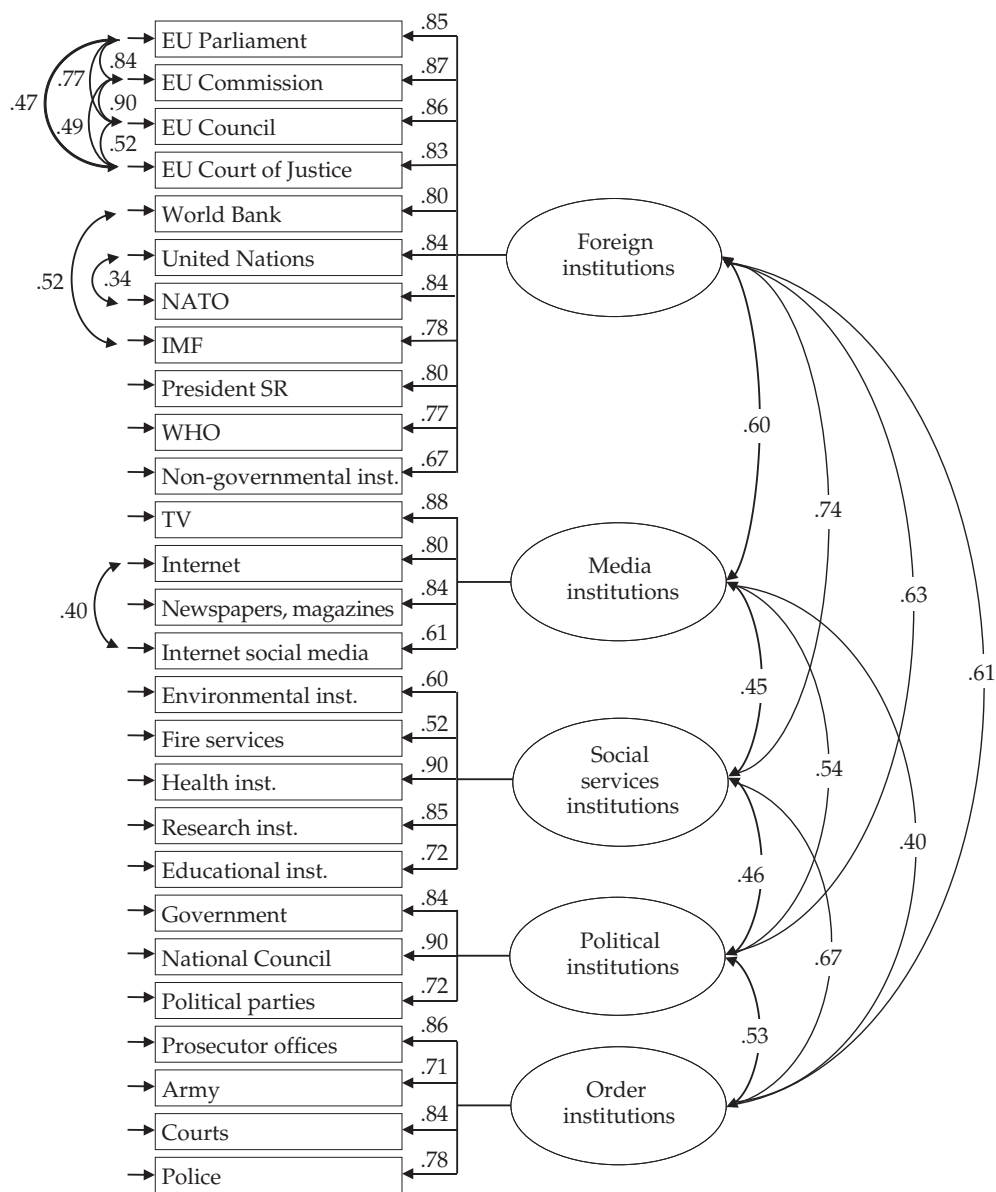 .85
EU Parliament
.84
.77
.87
EU Commission
.47
.90
.86
.49
EU Council
.52
.83
EU Court of Justice
.80
World Bank
.84
United Nations
Foreign
institutions
.52
.34
.84
NATO
.78
IMF
.80
President SR
.77
WHO
.60
.67
Non-governmental inst.
.88
TV
.74
.80
Internet
Media
institutions
.84
Newspapers, magazines
.63
.40
.61
Internet social media
.60
Environmental inst.
.45
.61
.52
Fire services
.90
Health inst.
Social
services
institutions
.54
.85
Research inst.
.40
.72
Educational inst.
.46
.84
Government
.90
National Council
Political
institutions
.67
.72
Political parties
.86
Prosecutor offices
.53
.71
Army
Order
institutions
.84
Courts
.78
Police